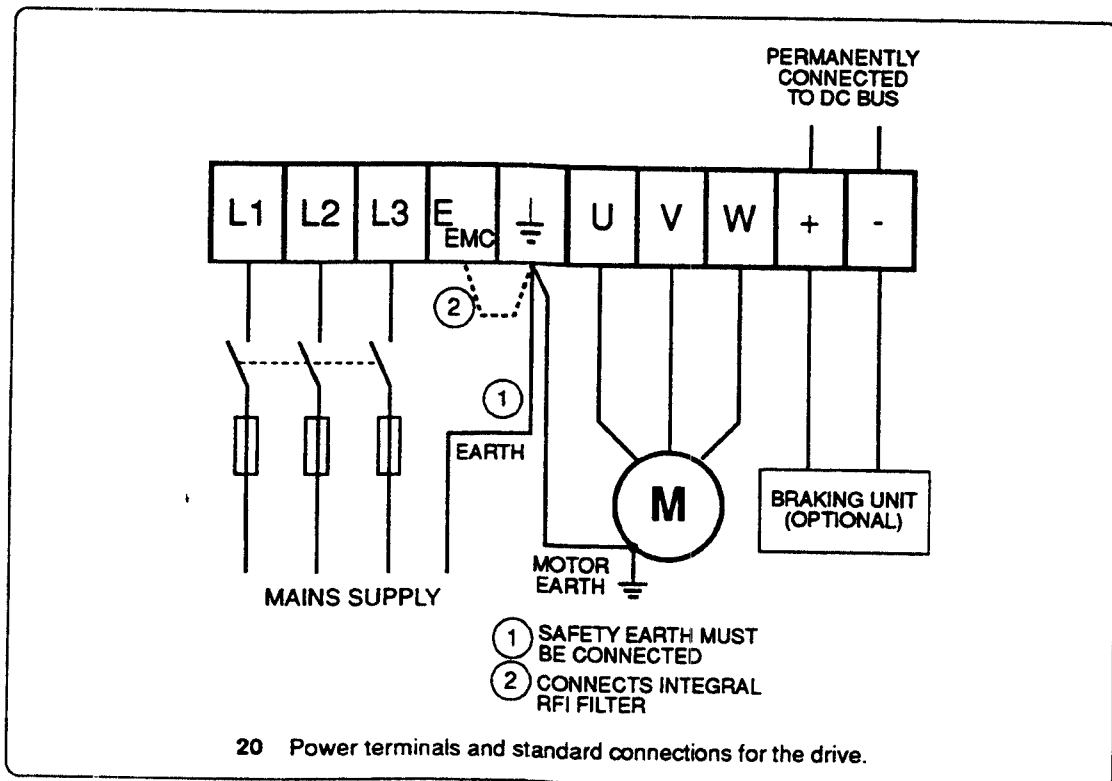 PERMANENTLY
CONNECTED
TO DC BUS
L1 L2 L3 E EMC U V W + -
2
1
EARTH
M
BRAKING UNIT
(OPTIONAL)
MOTOR
EARTH
MAINS SUPPLY
1 SAFETY EARTH MUST
BE CONNECTED
2 CONNECTS INTEGRAL
RFI FILTER
20 Power terminals and standard connections for the drive.